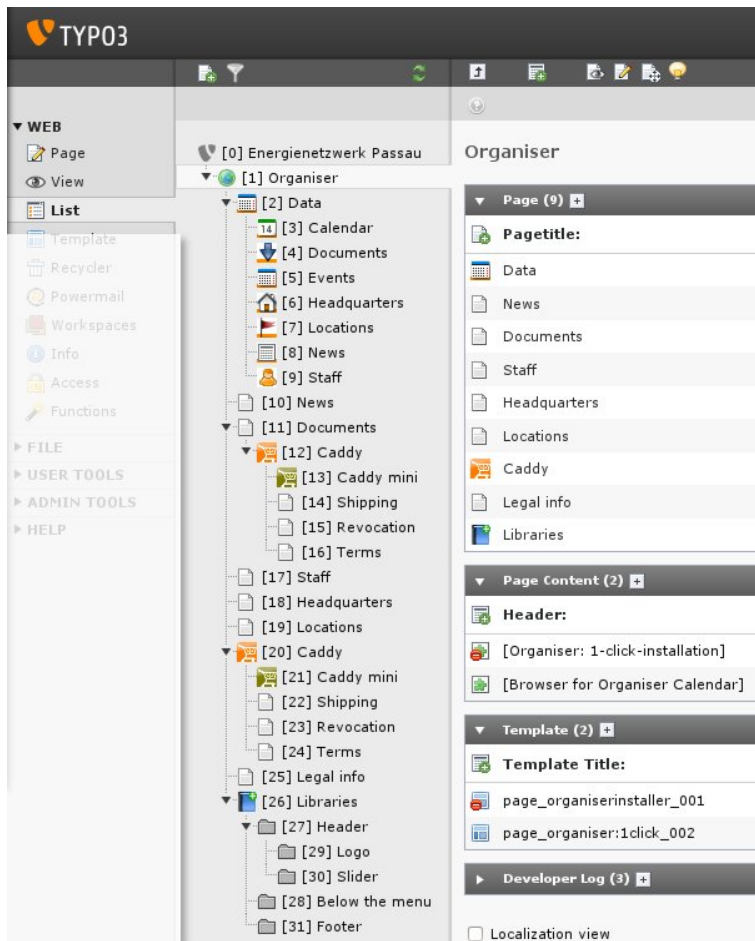 TYPO3
WEB
Page
View
List
Template
Recycler
Powermail
Workspaces
Info
Access
Functions
FILE
USER TOOLS
ADMIN TOOLS
HELP
[0] Energienetzwerk Passau
[1] Organiser
[2] Data
14 [3] Calendar
[4] Documents
[5] Events
[6] Headquarters
[7] Locations
[8] News
[9] Staff
[10] News
[11] Documents
[12] Caddy
[13] Caddy mini
[14] Shipping
[15] Revocation
[16] Terms
[17] Staff
[18] Headquarters
[19] Locations
[20] Caddy
[21] Caddy mini
[22] Shipping
[23] Revocation
[24] Terms
[25] Legal info
[26] Libraries
[27] Header
[29] Logo
[30] Slider
[28] Below the menu
[31] Footer
Organiser
Page (9)
Pagetitle:
Data
News
Documents
Staff
Headquarters
Locations
Caddy
Legal info
Libraries
Page Content (2)
Header:
[Organiser: 1-click-installation]
[Browser for Organiser Calendar]
Template (2)
Template Title:
page_organiserinstaller_001
page_organiser:1click_002
Developer Log (3)
Localization view